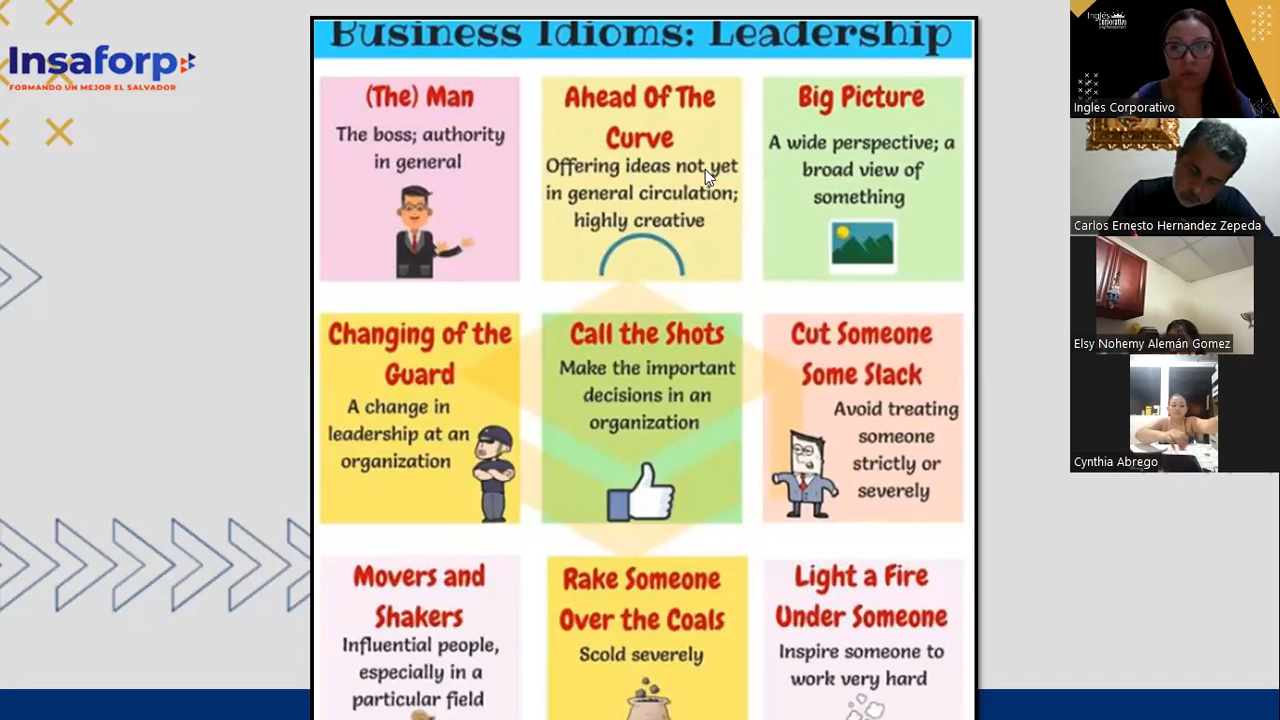 Insaforp
FORMANDO UN MEJOR EL SALVADOR
Business Idioms: Leadership
(The) Man
The boss; authority
in general
Ahead Of The
Curve
Offering ideas not yet
in general circulation;
highly creative
Big Picture
A wide perspective; a
broad view of
something
Changing of the
Guard
A change in
leadership at an
organization
Call the Shots
Make the important
decisions in an
organization
Cut Someone
Some Slack
Avoid treating
someone
strictly or
severely
Movers and
Shakers
Influential people,
especially in a
particular field
Rake Someone
Over the Coals
Scold severely
Light a Fire
Under Someone
Inspire someone to
work very hard
Inglés
Corporativo
Ingles Corporativo
Carlos Ernesto Hernandez Zepeda
Elsy Nohemy Alemán Gomez
Cynthia Abrego